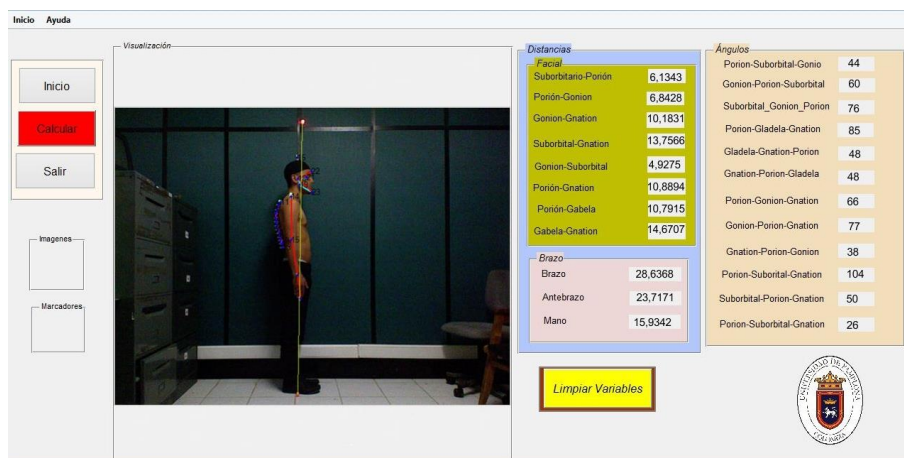 Inicio Ayuda
Visualización
Inicio
Calcular
Salir
Imagenes
Marcadores
Distancias
Facial
Suborbitario-Porión 6,1343
Porión-Gonion 6,8428
Gonion-Gnation 10,1831
Suborbital-Gnation 13,7566
Gonion-Suborbital 4,9275
Porión-Gnation 10,8894
Porión-Gabela 10,7915
Gabela-Gnation 14,6707
Brazo
Brazo 28,6368
Antebrazo 23,7171
Mano 15,9342
Limpiar Variables
Ángulos
Porion-Suborbital-Gonio 44
Gonion-Porion-Suborbital 60
Suborbital_Gonion_Porion 76
Porion-Gladela-Gnation 85
Gladela-Gnation-Porion 48
Gnation-Porion-Gladela 48
Porion-Gonion-Gnation 66
Gonion-Porion-Gnation 77
Gnation-Porion-Gonion 38
Porion-Suborital-Gnation 104
Suborbital-Porion-Gnation 50
Porion-Suborbital-Gnation 26
UNIVERSIDAD DE PAMPLONA
COLOMBIA